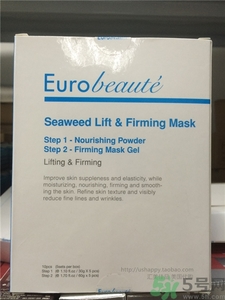 Eurobeauté
Seaweed Lift & Firming Mask
Step 1 - Nourishing Powder
Step 2 - Firming Mask Gel
Lifting & Firming
Improve skin suppleness and elasticity, while
moisturizing, nourishing, firming and smooth-
ing the skin. Refine skin texture and visibly
reduce fine lines and wrinkles.